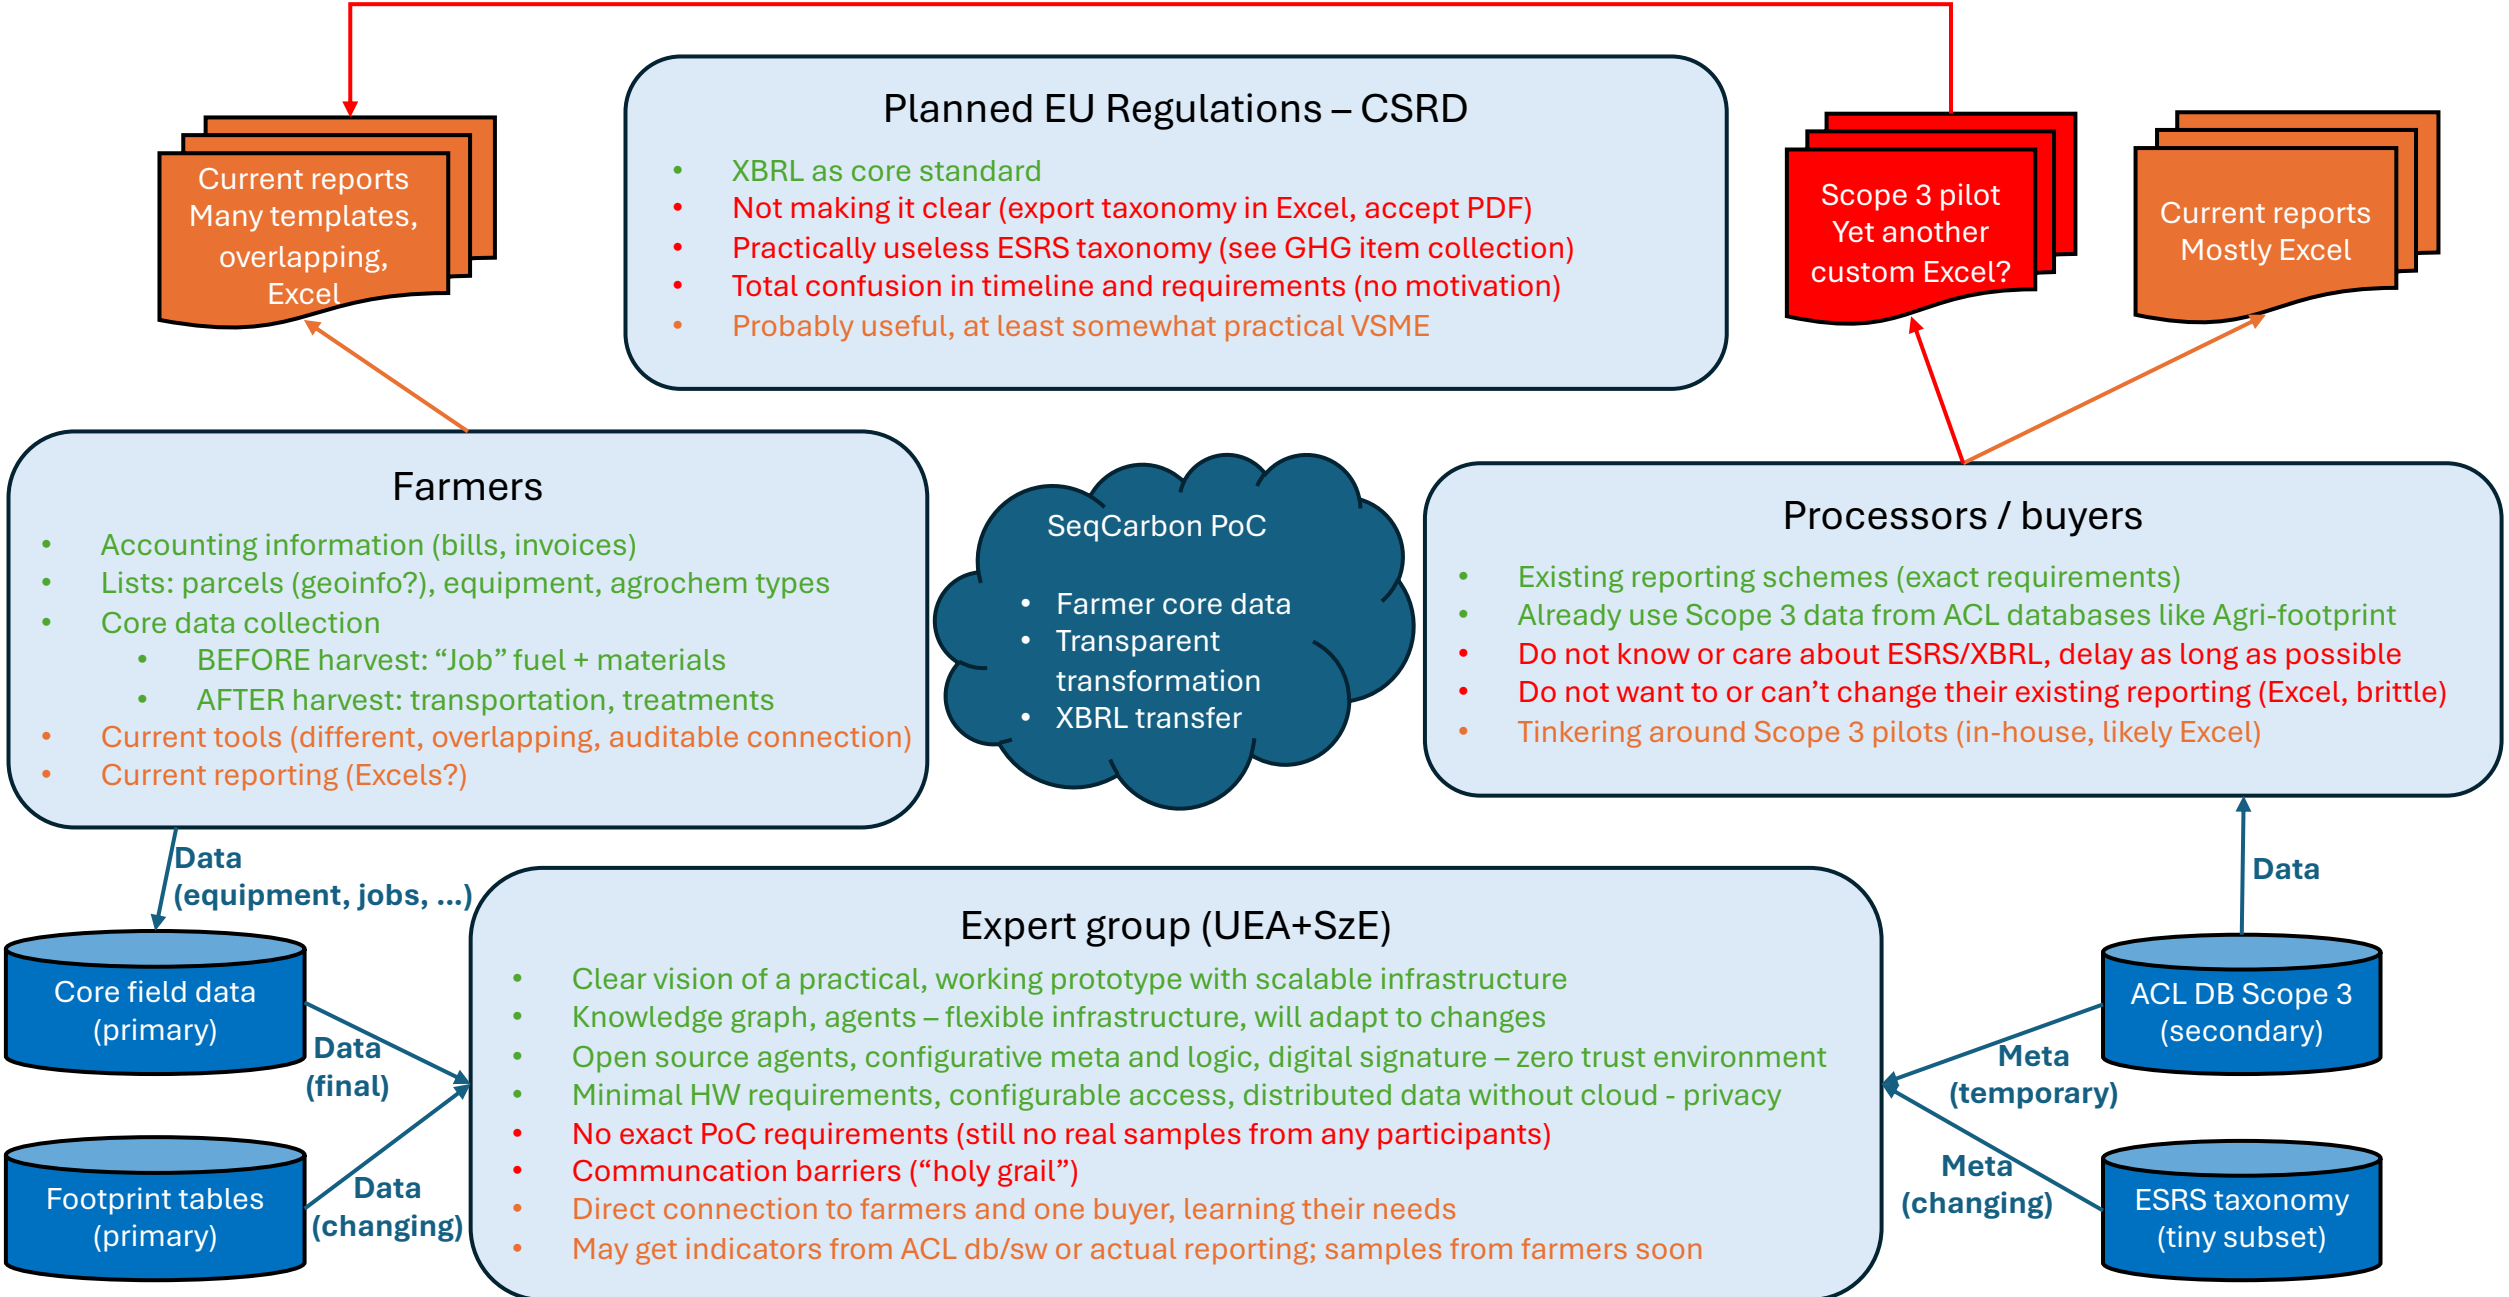 Planned EU Regulations – CSRD
• XBRL as core standard
• Not making it clear (export taxonomy in Excel, accept PDF)
• Practically useless ESRS taxonomy (see GHG item collection)
• Total confusion in timeline and requirements (no motivation)
• Probably useful, at least somewhat practical VSME
Current reports
Many templates,
overlapping,
Excel
Scope 3 pilot
Yet another
custom Excel?
Current reports
Mostly Excel
Farmers
• Accounting information (bills, invoices)
• Lists: parcels (geoinfo?), equipment, agrochem types
• Core data collection
• BEFORE harvest: “Job” fuel + materials
• AFTER harvest: transportation, treatments
• Current tools (different, overlapping, auditable connection)
• Current reporting (Excels?)
SeqCarbon PoC
• Farmer core data
• Transparent
transformation
• XBRL transfer
Processors / buyers
• Existing reporting schemes (exact requirements)
• Already use Scope 3 data from ACL databases like Agri-footprint
• Do not know or care about ESRS/XBRL, delay as long as possible
• Do not want to or can’t change their existing reporting (Excel, brittle)
• Tinkering around Scope 3 pilots (in-house, likely Excel)
Data
(equipment, jobs, ...)
Data
Core field data
(primary)
Data
(final)
Footprint tables
(primary)
Data
(changing)
Expert group (UEA+SzE)
• Clear vision of a practical, working prototype with scalable infrastructure
• Knowledge graph, agents – flexible infrastructure, will adapt to changes
• Open source agents, configurative meta and logic, digital signature – zero trust environment
• Minimal HW requirements, configurable access, distributed data without cloud - privacy
• No exact PoC requirements (still no real samples from any participants)
• Communcation barriers (“holy grail”)
• Direct connection to farmers and one buyer, learning their needs
• May get indicators from ACL db/sw or actual reporting; samples from farmers soon
ACL DB Scope 3
(secondary)
Meta
(temporary)
Meta
(changing)
ESRS taxonomy
(tiny subset)